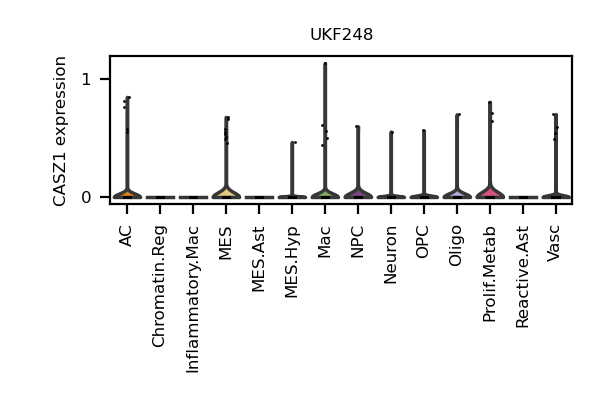 UKF248
CASZ1 expression
1
0
AC
Chromatin.Reg
Inflammatory.Mac
MES
MES.Ast
MES.Hyp
Mac
NPC
Neuron
OPC
Oligo
Prolif.Metab
Reactive.Ast
Vasc